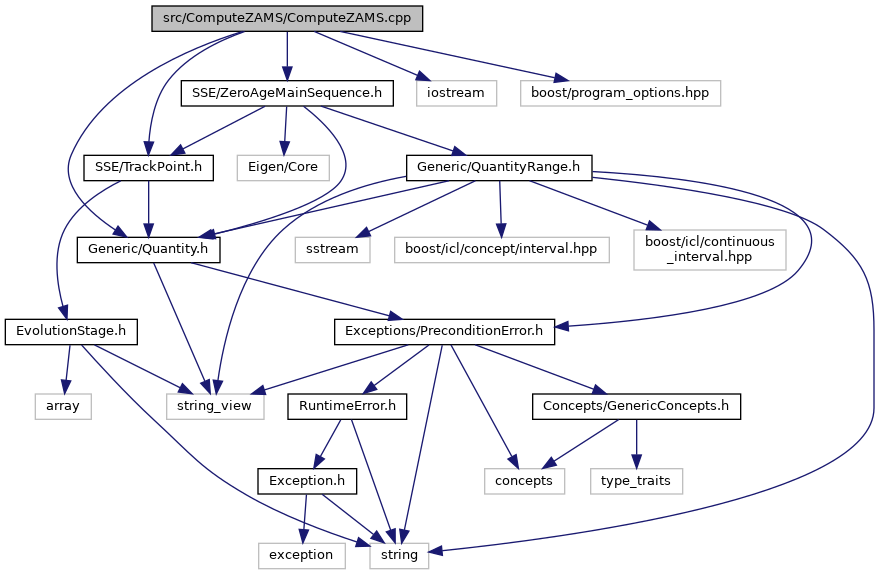 src/ComputeZAMS/ComputeZAMS.cpp
SSE/ZeroAgeMainSequence.h
iostream
boost/program_options.hpp
SSE/TrackPoint.h
Eigen/Core
Generic/QuantityRange.h
Generic/Quantity.h
sstream
boost/icl/concept/interval.hpp
boost/icl/continuous
_interval.hpp
EvolutionStage.h
Exceptions/PreconditionError.h
array
string_view
RuntimeError.h
Concepts/GenericConcepts.h
Exception.h
concepts
type_traits
exception
string